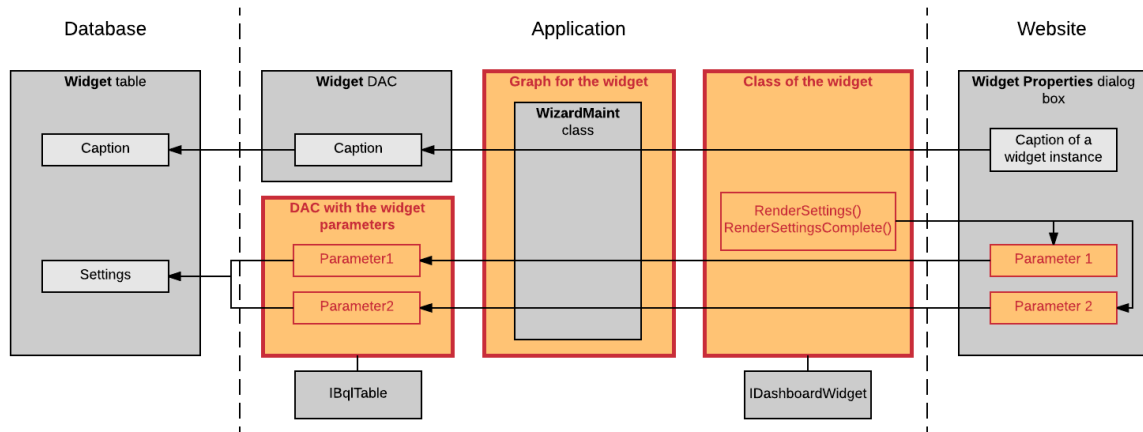 Database
Application
Website
Widget table
Caption
Settings
Widget DAC
Caption
DAC with the widget
parameters
Parameter1
Parameter2
IBqlTable
Graph for the widget
WizardMaint
class
Class of the widget
RenderSettings()
RenderSettingsComplete()
IDashboardWidget
Widget Properties dialog
box
Caption of a
widget instance
Parameter 1
Parameter 2